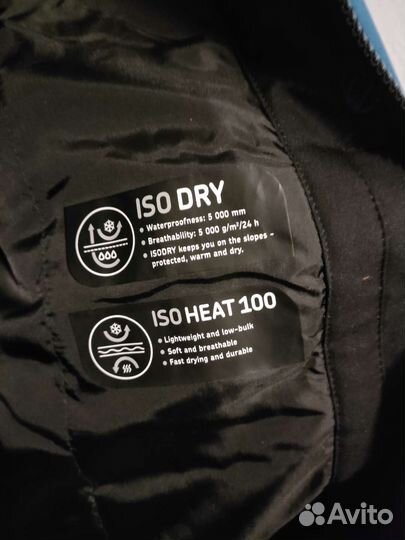 ISO DRY
• Waterproofness: 5 000 mm
• Breathability: 5 000 g/m²/24 h
• ISODRY keeps you on the slopes –
protected, warm and dry.
ISO HEAT 100
• Lightweight and low-bulk
• Soft and breathable
• Fast drying and durable
Avito